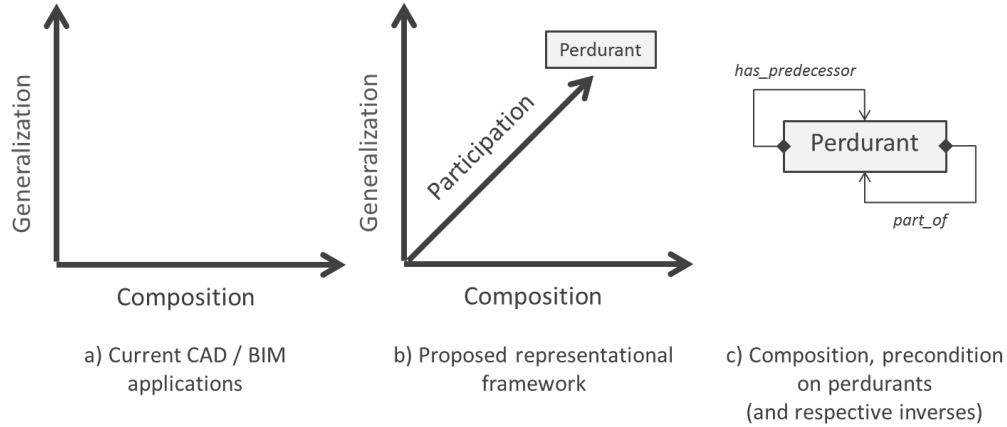 Generalization
Composition
a) Current CAD / BIM
applications
Generalization
Participation
Perdurant
Composition
b) Proposed representational
framework
has_predecessor
Perdurant
part_of
c) Composition, precondition
on perdurants
(and respective inverses)